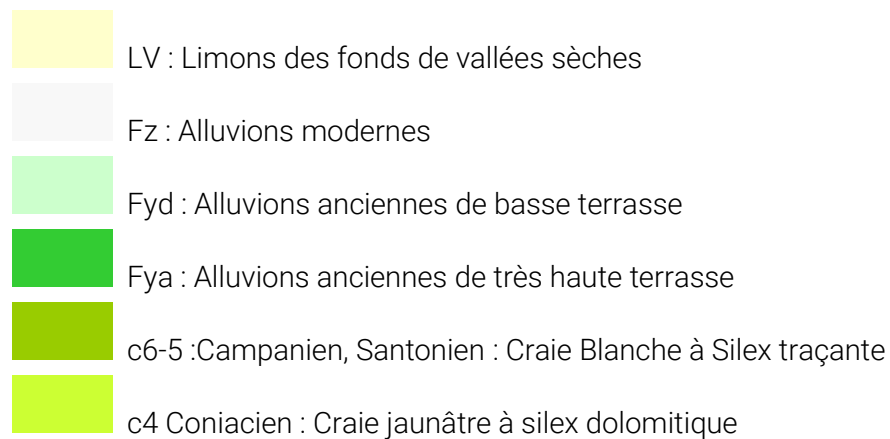 LV : Limons des fonds de vallées sèches
Fz : Alluvions modernes
Fyd : Alluvions anciennes de basse terrasse
Fya : Alluvions anciennes de très haute terrasse
c6-5 :Campanien, Santonien : Craie Blanche à Silex traçante
c4 Coniacien : Craie jaunâtre à silex dolomitique